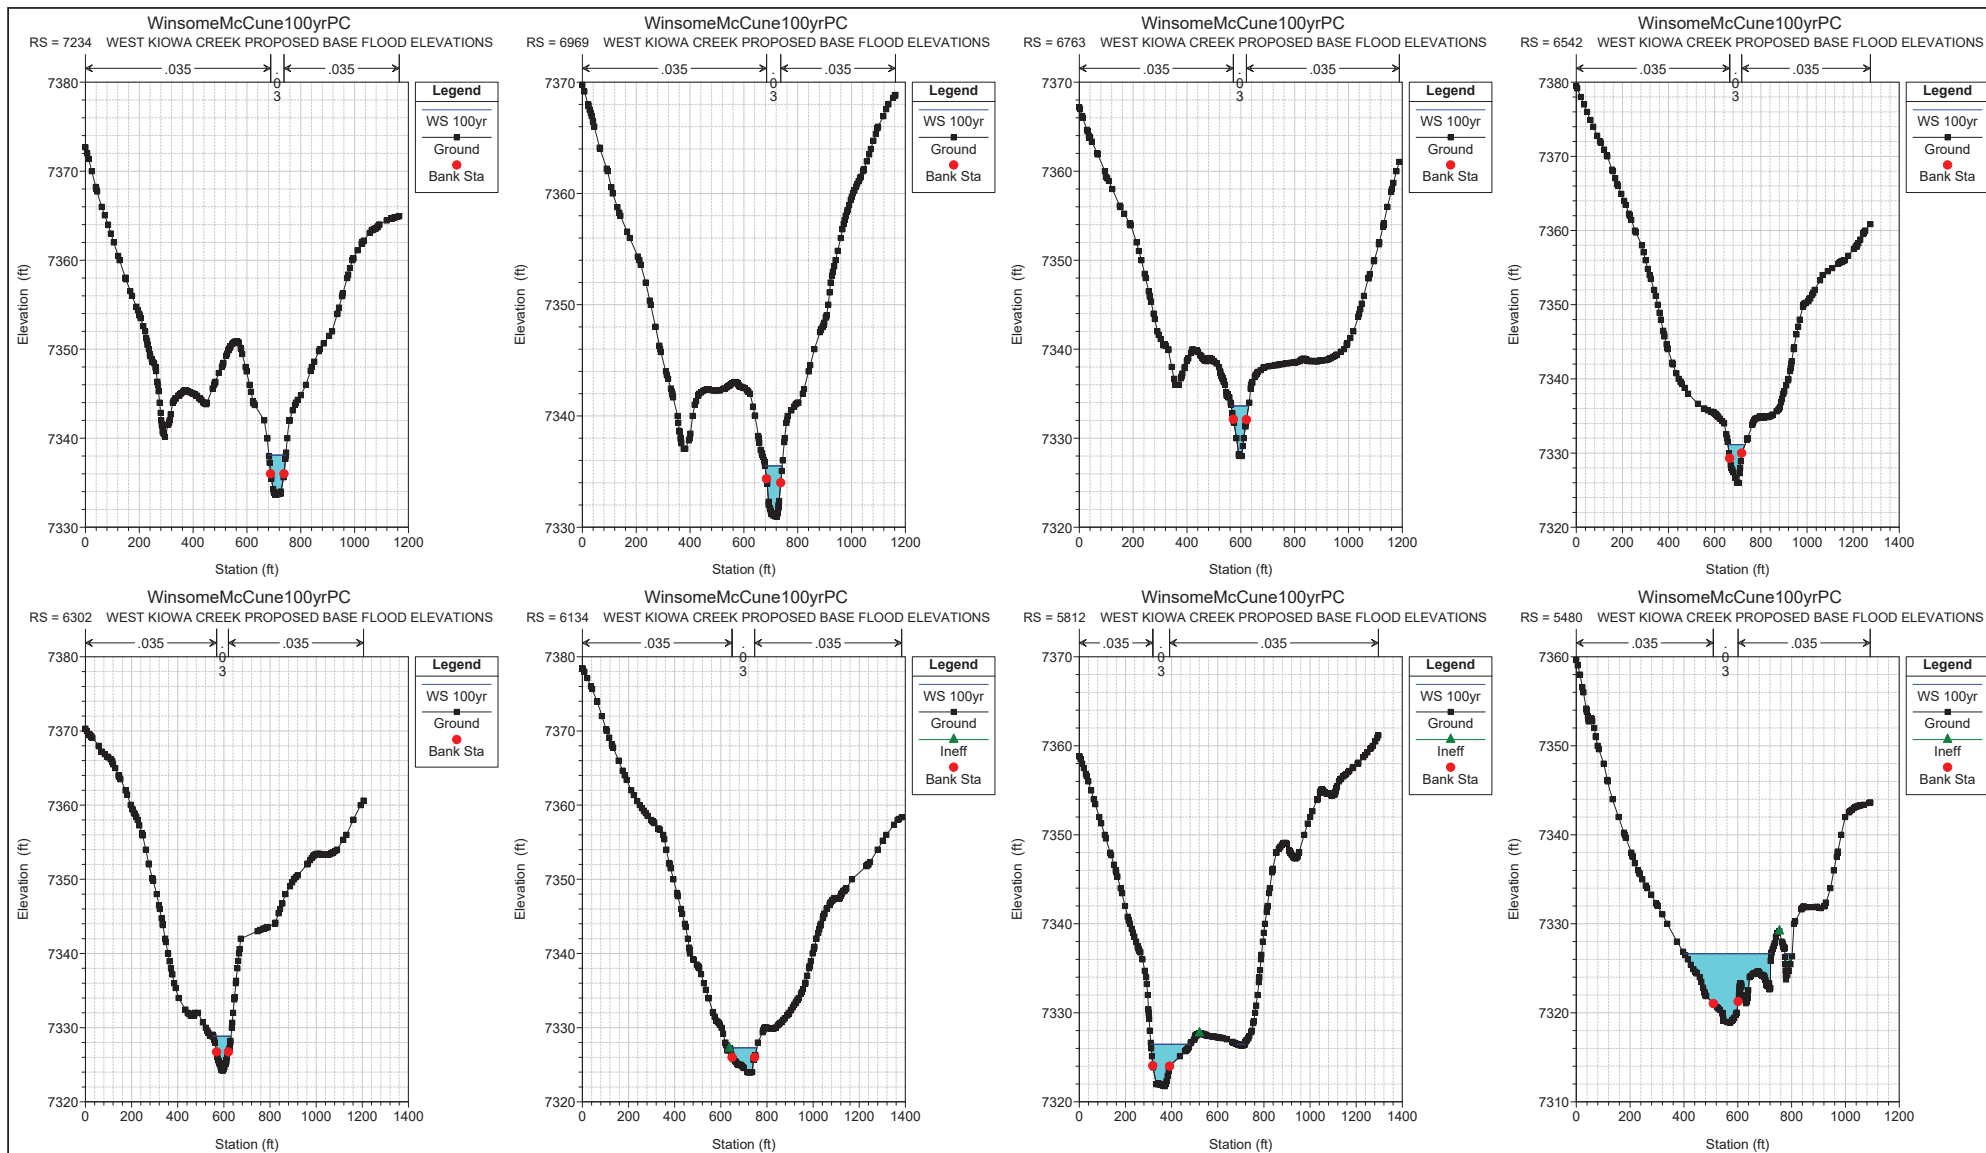 WinsomeMcCune100yrPC
RS = 7234 WEST KIOWA CREEK PROPOSED BASE FLOOD ELEVATIONS
.035 .03 .035
Legend
WS 100yr
Ground
Bank Sta
7380
7370
7360
7350
7340
7330
Elevation (ft)
0 200 400 600 800 1000 1200
Station (ft)
WinsomeMcCune100yrPC
RS = 6969 WEST KIOWA CREEK PROPOSED BASE FLOOD ELEVATIONS
.035 .03 .035
Legend
WS 100yr
Ground
Bank Sta
7370
7360
7350
7340
7330
Elevation (ft)
0 200 400 600 800 1000 1200
Station (ft)
WinsomeMcCune100yrPC
RS = 6763 WEST KIOWA CREEK PROPOSED BASE FLOOD ELEVATIONS
.035 .03 .035
Legend
WS 100yr
Ground
Bank Sta
7370
7360
7350
7340
7330
7320
Elevation (ft)
0 200 400 600 800 1000 1200
Station (ft)
WinsomeMcCune100yrPC
RS = 6542 WEST KIOWA CREEK PROPOSED BASE FLOOD ELEVATIONS
.035 .03 .035
Legend
WS 100yr
Ground
Bank Sta
7380
7370
7360
7350
7340
7330
7320
Elevation (ft)
0 200 400 600 800 1000 1200 1400
Station (ft)
WinsomeMcCune100yrPC
RS = 6302 WEST KIOWA CREEK PROPOSED BASE FLOOD ELEVATIONS
.035 .03 .035
Legend
WS 100yr
Ground
Bank Sta
7380
7370
7360
7350
7340
7330
7320
Elevation (ft)
0 200 400 600 800 1000 1200 1400
Station (ft)
WinsomeMcCune100yrPC
RS = 6134 WEST KIOWA CREEK PROPOSED BASE FLOOD ELEVATIONS
.035 .03 .035
Legend
WS 100yr
Ground
Ineff
Bank Sta
7380
7370
7360
7350
7340
7330
7320
Elevation (ft)
0 200 400 600 800 1000 1200 1400
Station (ft)
WinsomeMcCune100yrPC
RS = 5812 WEST KIOWA CREEK PROPOSED BASE FLOOD ELEVATIONS
.035 .03 .035
Legend
WS 100yr
Ground
Ineff
Bank Sta
7370
7360
7350
7340
7330
7320
Elevation (ft)
0 200 400 600 800 1000 1200 1400
Station (ft)
WinsomeMcCune100yrPC
RS = 5480 WEST KIOWA CREEK PROPOSED BASE FLOOD ELEVATIONS
.035 .03 .035
Legend
WS 100yr
Ground
Ineff
Bank Sta
7360
7350
7340
7330
7320
7310
Elevation (ft)
0 200 400 600 800 1000 1200
Station (ft)